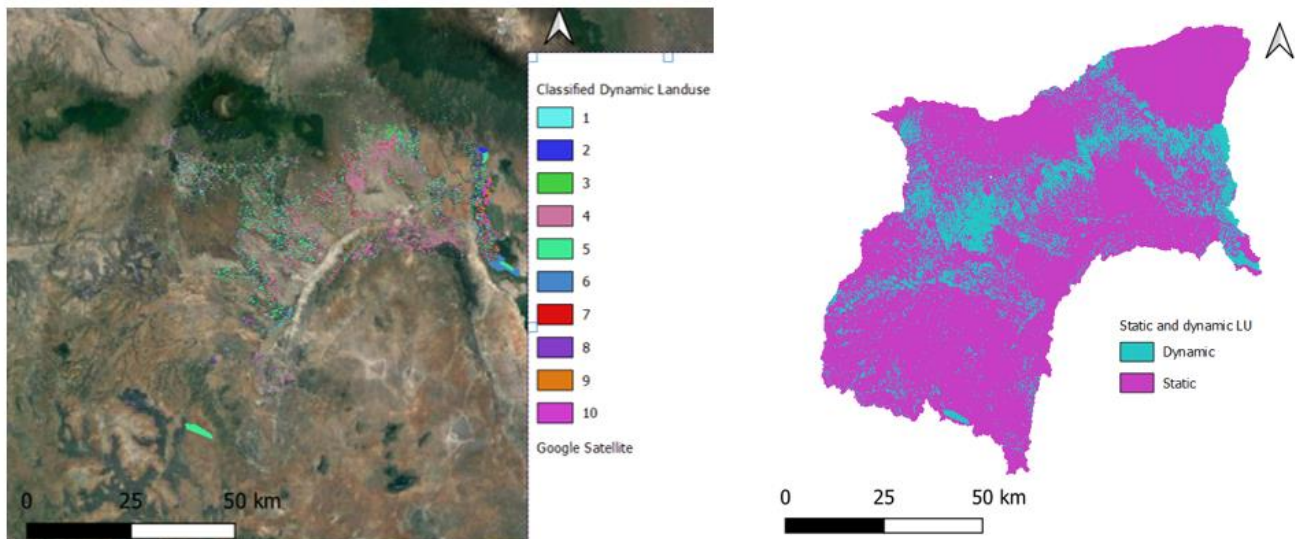 Classified Dynamic Landuse
1
2
3
4
5
6
7
8
9
10
Google Satellite
0 25 50 km
Static and dynamic LU
Dynamic
Static
0 25 50 km